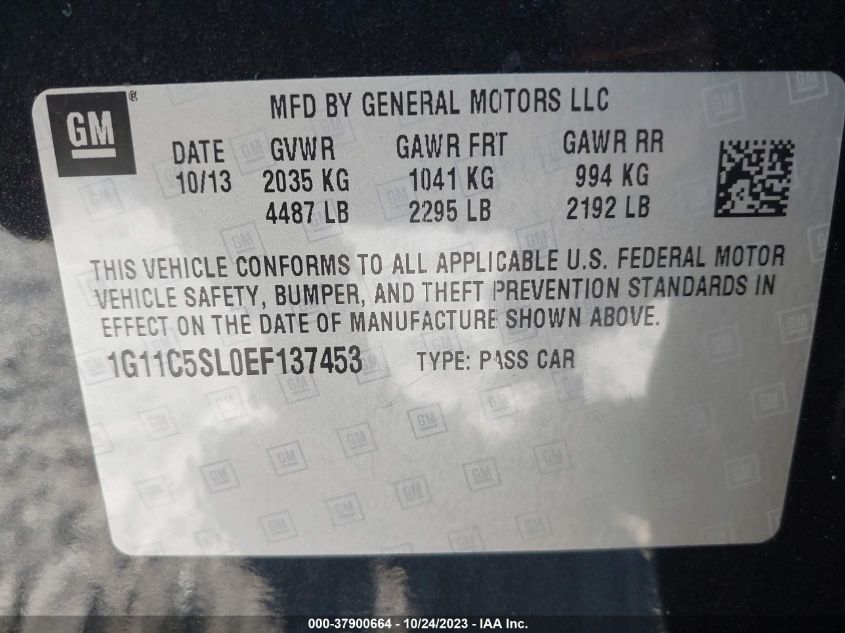 GM
®
MFD BY GENERAL MOTORS LLC
DATE GVWR GAWR FRT GAWR RR
10/13 2035 KG 1041 KG 994 KG
4487 LB 2295 LB 2192 LB
THIS VEHICLE CONFORMS TO ALL APPLICABLE U.S. FEDERAL MOTOR
VEHICLE SAFETY, BUMPER, AND THEFT PREVENTION STANDARDS IN
EFFECT ON THE DATE OF MANUFACTURE SHOWN ABOVE.
1G11C5SL0EF137453 TYPE: PASS CAR
000-37900664 - 10/24/2023 - IAA Inc.